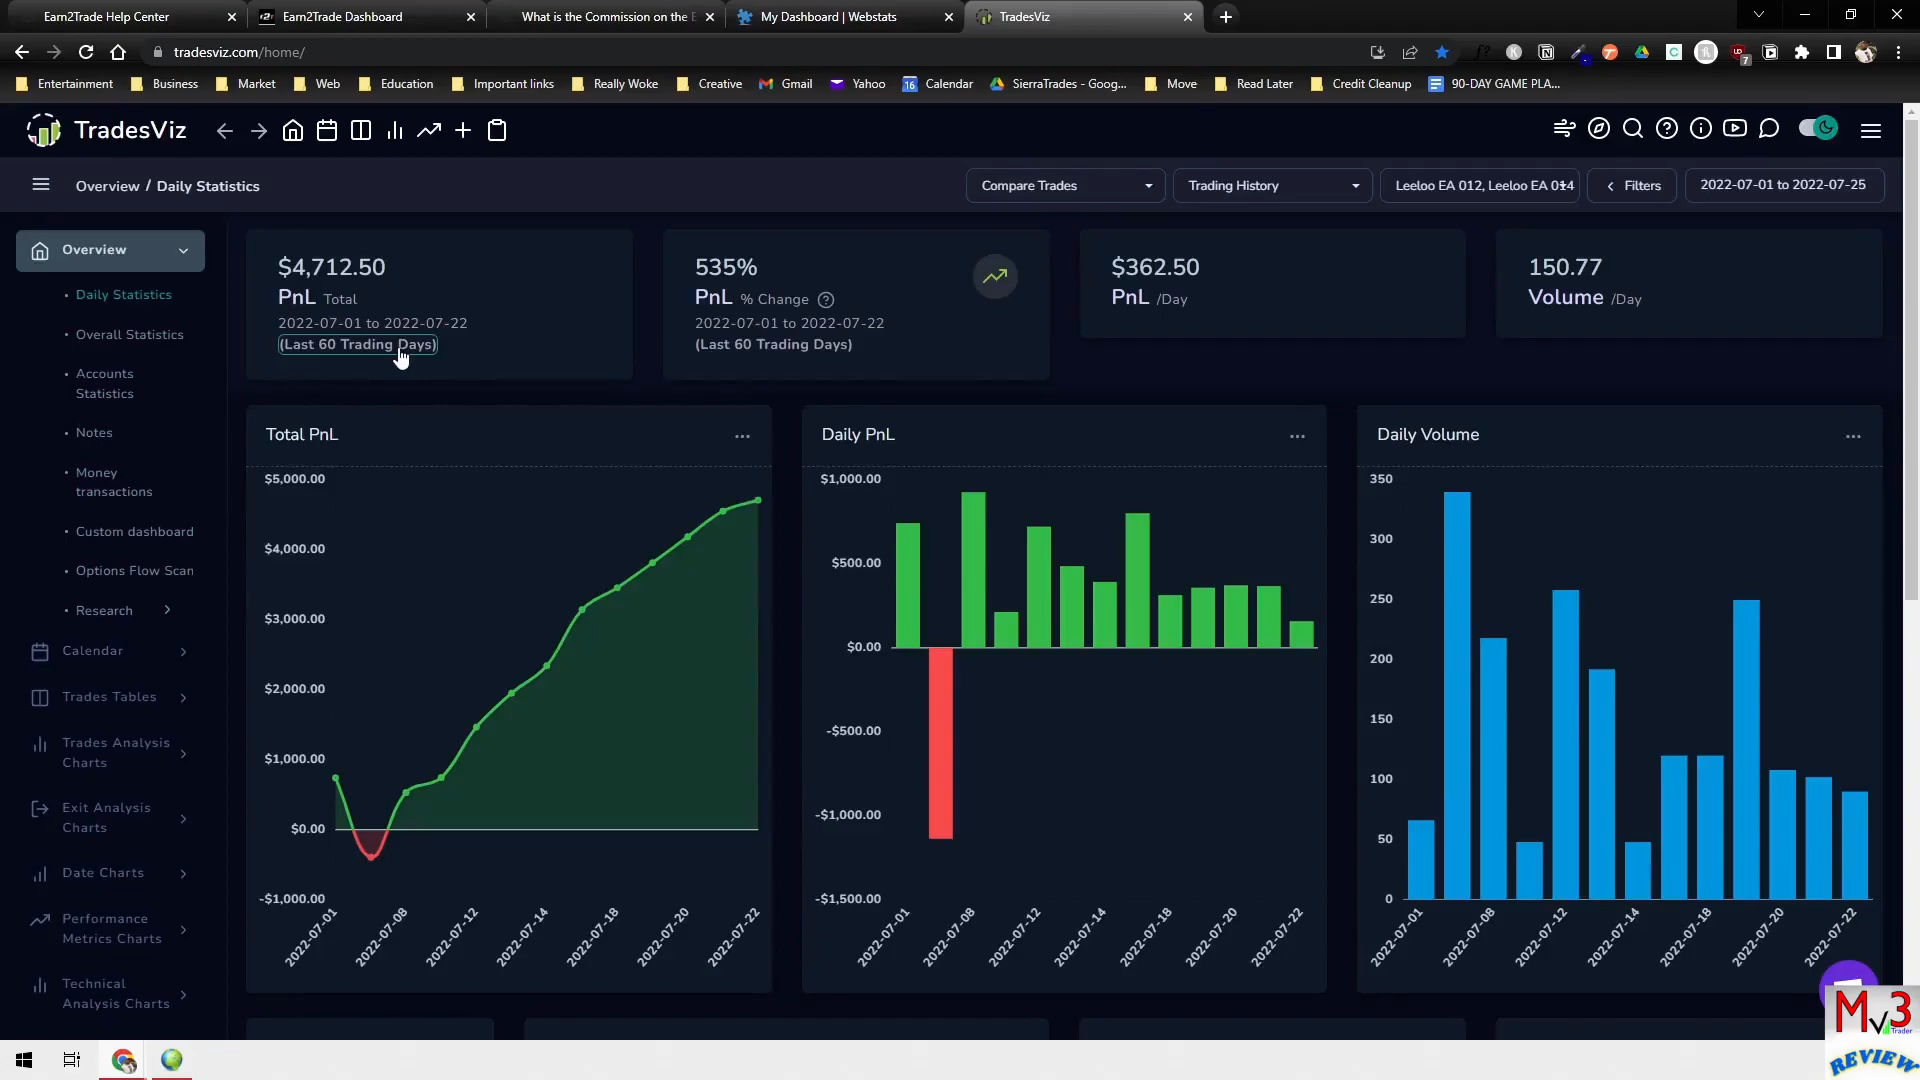 Earn2Trade Help Center
Earn2Trade Dashboard
What is the Commission on the E
My Dashboard | Webstats
TradesViz
tradesviz.com/home/
7
Entertainment
Business
Market
Web
Education
Important links
Really Woke
Creative
Gmail
Yahoo
16
Calendar
SierraTrades - Goog...
Move
Read Later
Credit Cleanup
90-DAY GAME PLA...
TradesViz
Overview / Daily Statistics
Compare Trades
Trading History
Leeloo EA 012, Leeloo EA 014
Filters
2022-07-01 to 2022-07-25
Overview
Daily Statistics
Overall Statistics
Accounts
Statistics
Notes
Money
transactions
Custom dashboard
Options Flow Scan
Research
Calendar
Trades Tables
Trades Analysis
Charts
Exit Analysis
Charts
Date Charts
Performance
Metrics Charts
Technical
Analysis Charts
$4,712.50
PnL Total
2022-07-01 to 2022-07-22
(Last 60 Trading Days)
535%
PnL % Change
2022-07-01 to 2022-07-22
(Last 60 Trading Days)
$362.50
PnL /Day
150.77
Volume /Day
Total PnL
$5,000.00
$4,000.00
$3,000.00
$2,000.00
$1,000.00
$0.00
-$1,000.00
2022-07-01
2022-07-08
2022-07-12
2022-07-14
2022-07-18
2022-07-20
2022-07-22
Daily PnL
$1,000.00
$500.00
$0.00
-$500.00
-$1,000.00
-$1,500.00
2022-07-01
2022-07-08
2022-07-12
2022-07-14
2022-07-18
2022-07-20
2022-07-22
Daily Volume
350
300
250
200
150
100
50
0
2022-07-01
2022-07-08
2022-07-12
2022-07-14
2022-07-18
2022-07-20
2022-07-22
Mv3
Trader
REVIEW